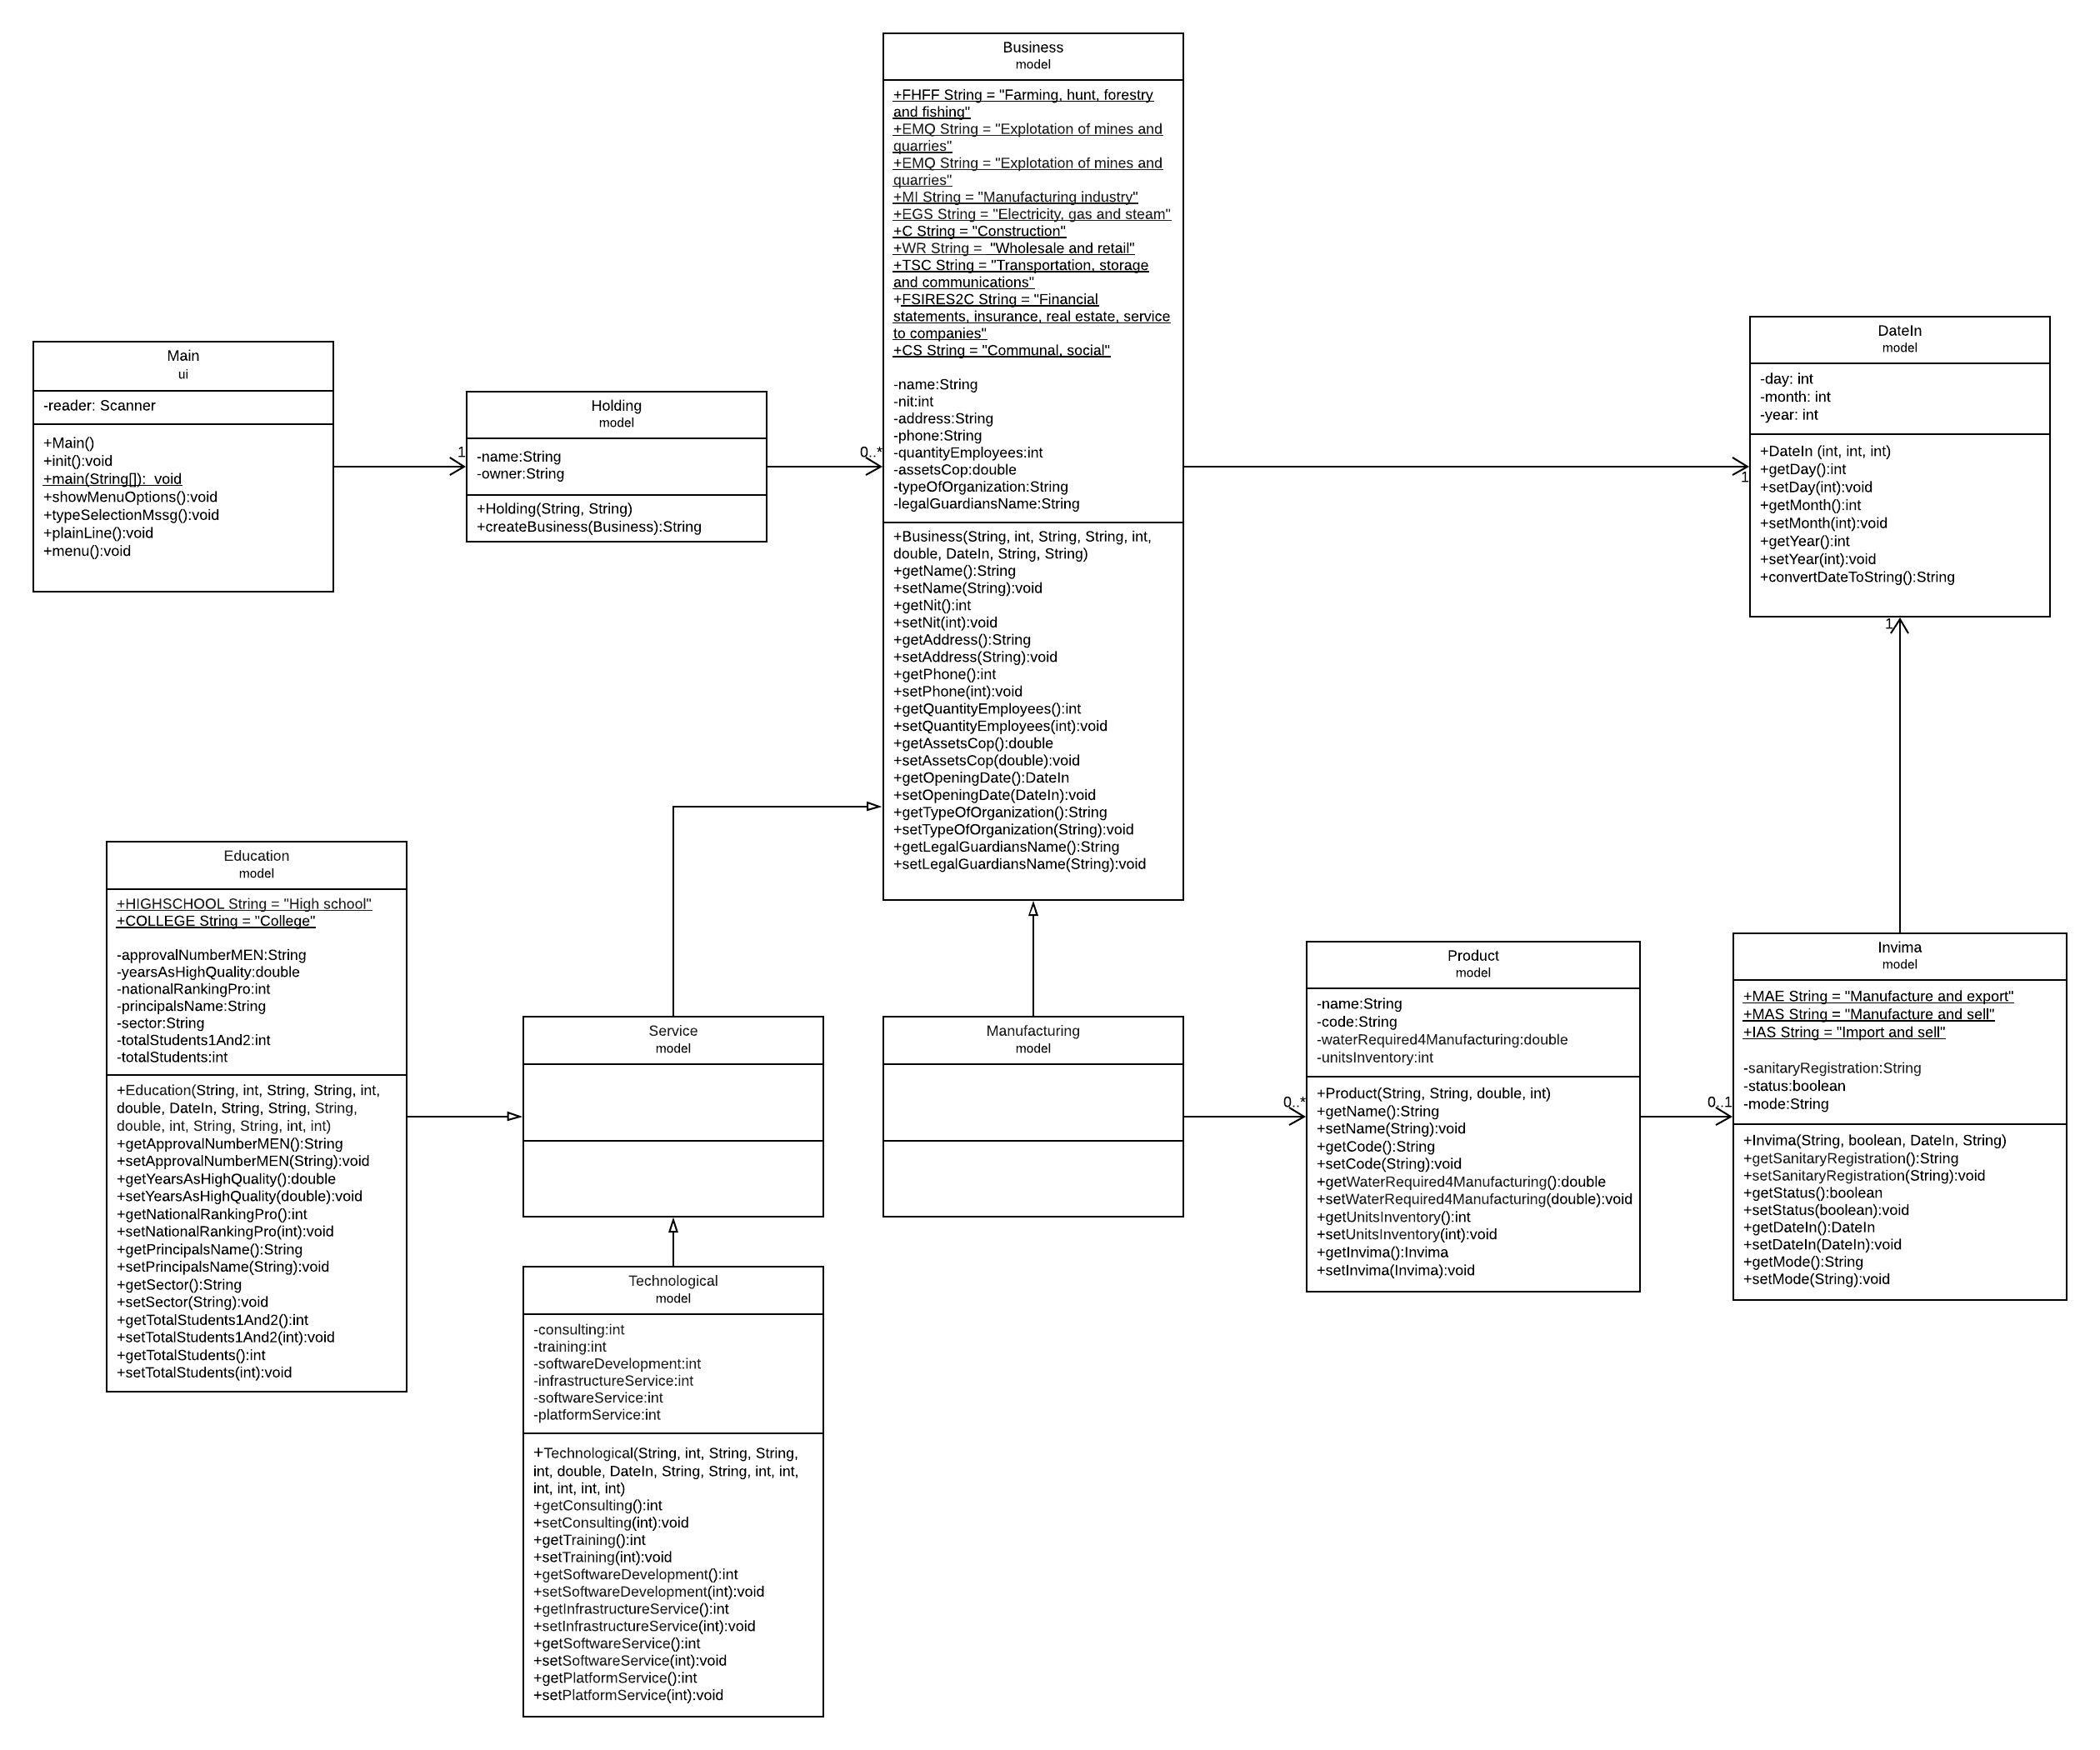 Business
model
+FHFF String = "Farming, hunt, forestry
and fishing"
+EMQ String = "Explotation of mines and
quarries"
+EMQ String = "Explotation of mines and
quarries"
+MI String = "Manufacturing industry"
+EGS String = "Electricity, gas and steam"
+C String = "Construction"
+WR String =  "Wholesale and retail"
+TSC String = "Transportation, storage
and communications"
+FSIRES2C String = "Financial
statements, insurance, real estate, service
to companies"
+CS String = "Communal, social"
-name:String
-nit:int
-address:String
-phone:String
-quantityEmployees:int
-assetsCop:double
-typeOfOrganization:String
-legalGuardiansName:String
+Business(String, int, String, String, int,
double, DateIn, String, String)
+getName():String
+setName(String):void
+getNit():int
+setNit(int):void
+getAddress():String
+setAddress(String):void
+getPhone():int
+setPhone(int):void
+getQuantityEmployees():int
+setQuantityEmployees(int):void
+getAssetsCop():double
+setAssetsCop(double):void
+getOpeningDate():DateIn
+setOpeningDate(DateIn):void
+getTypeOfOrganization():String
+setTypeOfOrganization(String):void
+getLegalGuardiansName():String
+setLegalGuardiansName(String):void
Main
ui
-reader: Scanner
+Main()
+init():void
+main(String[]):  void
+showMenuOptions():void
+typeSelectionMssg():void
+plainLine():void
+menu():void
1
Holding
model
-name:String
-owner:String
+Holding(String, String)
+createBusiness(Business):String
0..*
DateIn
model
-day: int
-month: int
-year: int
+DateIn (int, int, int)
+getDay():int
+setDay(int):void
+getMonth():int
+setMonth(int):void
+getYear():int
+setYear(int):void
+convertDateToString():String
1
1
Education
model
+HIGHSCHOOL String = "High school"
+COLLEGE String = "College"
-approvalNumberMEN:String
-yearsAsHighQuality:double
-nationalRankingPro:int
-principalsName:String
-sector:String
-totalStudents1And2:int
-totalStudents:int
+Education(String, int, String, String, int,
double, DateIn, String, String, String,
double, int, String, String, int, int)
+getApprovalNumberMEN():String
+setApprovalNumberMEN(String):void
+getYearsAsHighQuality():double
+setYearsAsHighQuality(double):void
+getNationalRankingPro():int
+setNationalRankingPro(int):void
+getPrincipalsName():String
+setPrincipalsName(String):void
+getSector():String
+setSector(String):void
+getTotalStudents1And2():int
+setTotalStudents1And2(int):void
+getTotalStudents():int
+setTotalStudents(int):void
Service
model
Manufacturing
model
0..*
Product
model
-name:String
-code:String
-waterRequired4Manufacturing:double
-unitsInventory:int
+Product(String, String, double, int)
+getName():String
+setName(String):void
+getCode():String
+setCode(String):void
+getWaterRequired4Manufacturing():double
+setWaterRequired4Manufacturing(double):void
+getUnitsInventory():int
+setUnitsInventory(int):void
+getInvima():Invima
+setInvima(Invima):void
0..1
Invima
model
+MAE String = "Manufacture and export"
+MAS String = "Manufacture and sell"
+IAS String = "Import and sell"
-sanitaryRegistration:String
-status:boolean
-mode:String
+Invima(String, boolean, DateIn, String)
+getSanitaryRegistration():String
+setSanitaryRegistration(String):void
+getStatus():boolean
+setStatus(boolean):void
+getDateIn():DateIn
+setDateIn(DateIn):void
+getMode():String
+setMode(String):void
Technological
model
-consulting:int
-training:int
-softwareDevelopment:int
-infrastructureService:int
-softwareService:int
-platformService:int
+Technological(String, int, String, String,
int, double, DateIn, String, String, int, int,
int, int, int, int)
+getConsulting():int
+setConsulting(int):void
+getTraining():int
+setTraining(int):void
+getSoftwareDevelopment():int
+setSoftwareDevelopment(int):void
+getInfrastructureService():int
+setInfrastructureService(int):void
+getSoftwareService():int
+setSoftwareService(int):void
+getPlatformService():int
+setPlatformService(int):void